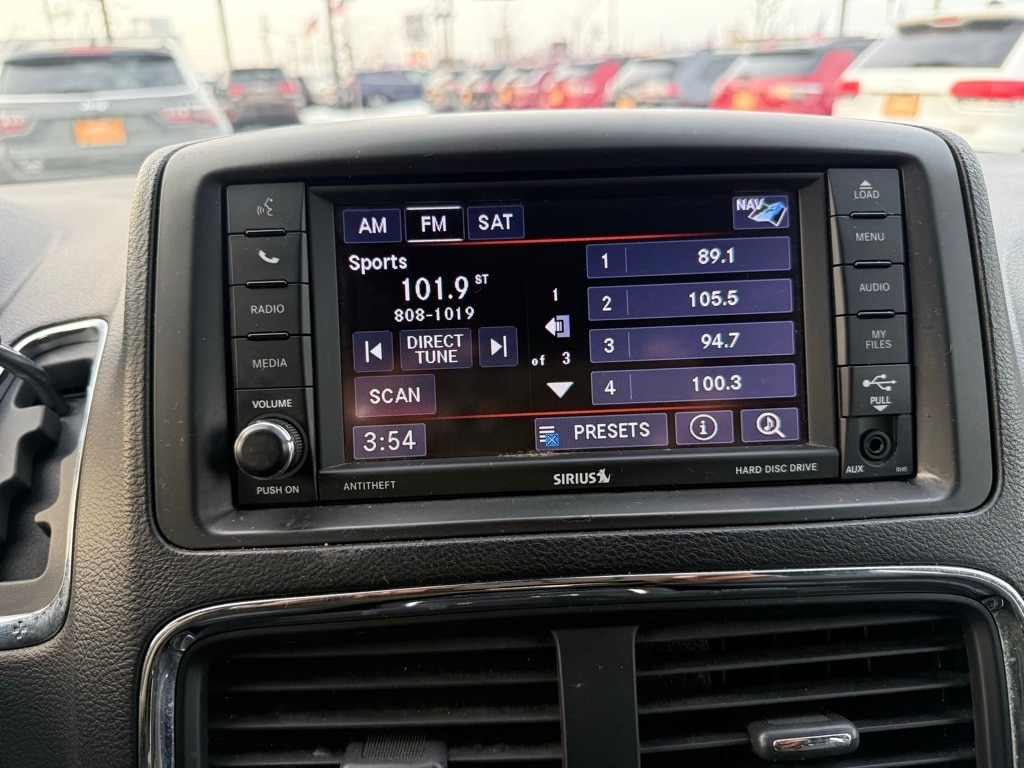 AM
FM
SAT
NAV
Sports
101.9 ST
808-1019
DIRECT
TUNE
SCAN
3:54
1
of 3
1 89.1
2 105.5
3 94.7
4 100.3
PRESETS
RADIO
MEDIA
VOLUME
PUSH ON
LOAD
MENU
AUDIO
MY
FILES
PULL
AUX
RHB
ANTITHEFT
SIRIUS
HARD DISC DRIVE